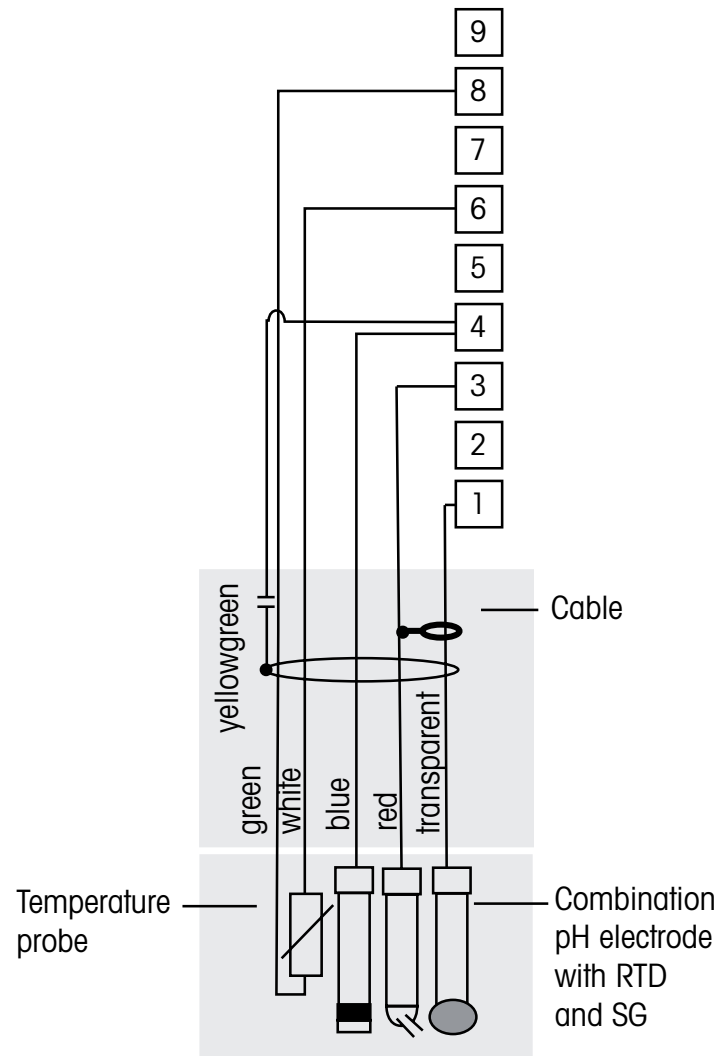 9
8
7
6
5
4
3
2
1
Cable
yellowgreen
green
white
blue
red
transparent
Temperature
probe
Combination
pH electrode
with RTD
and SG